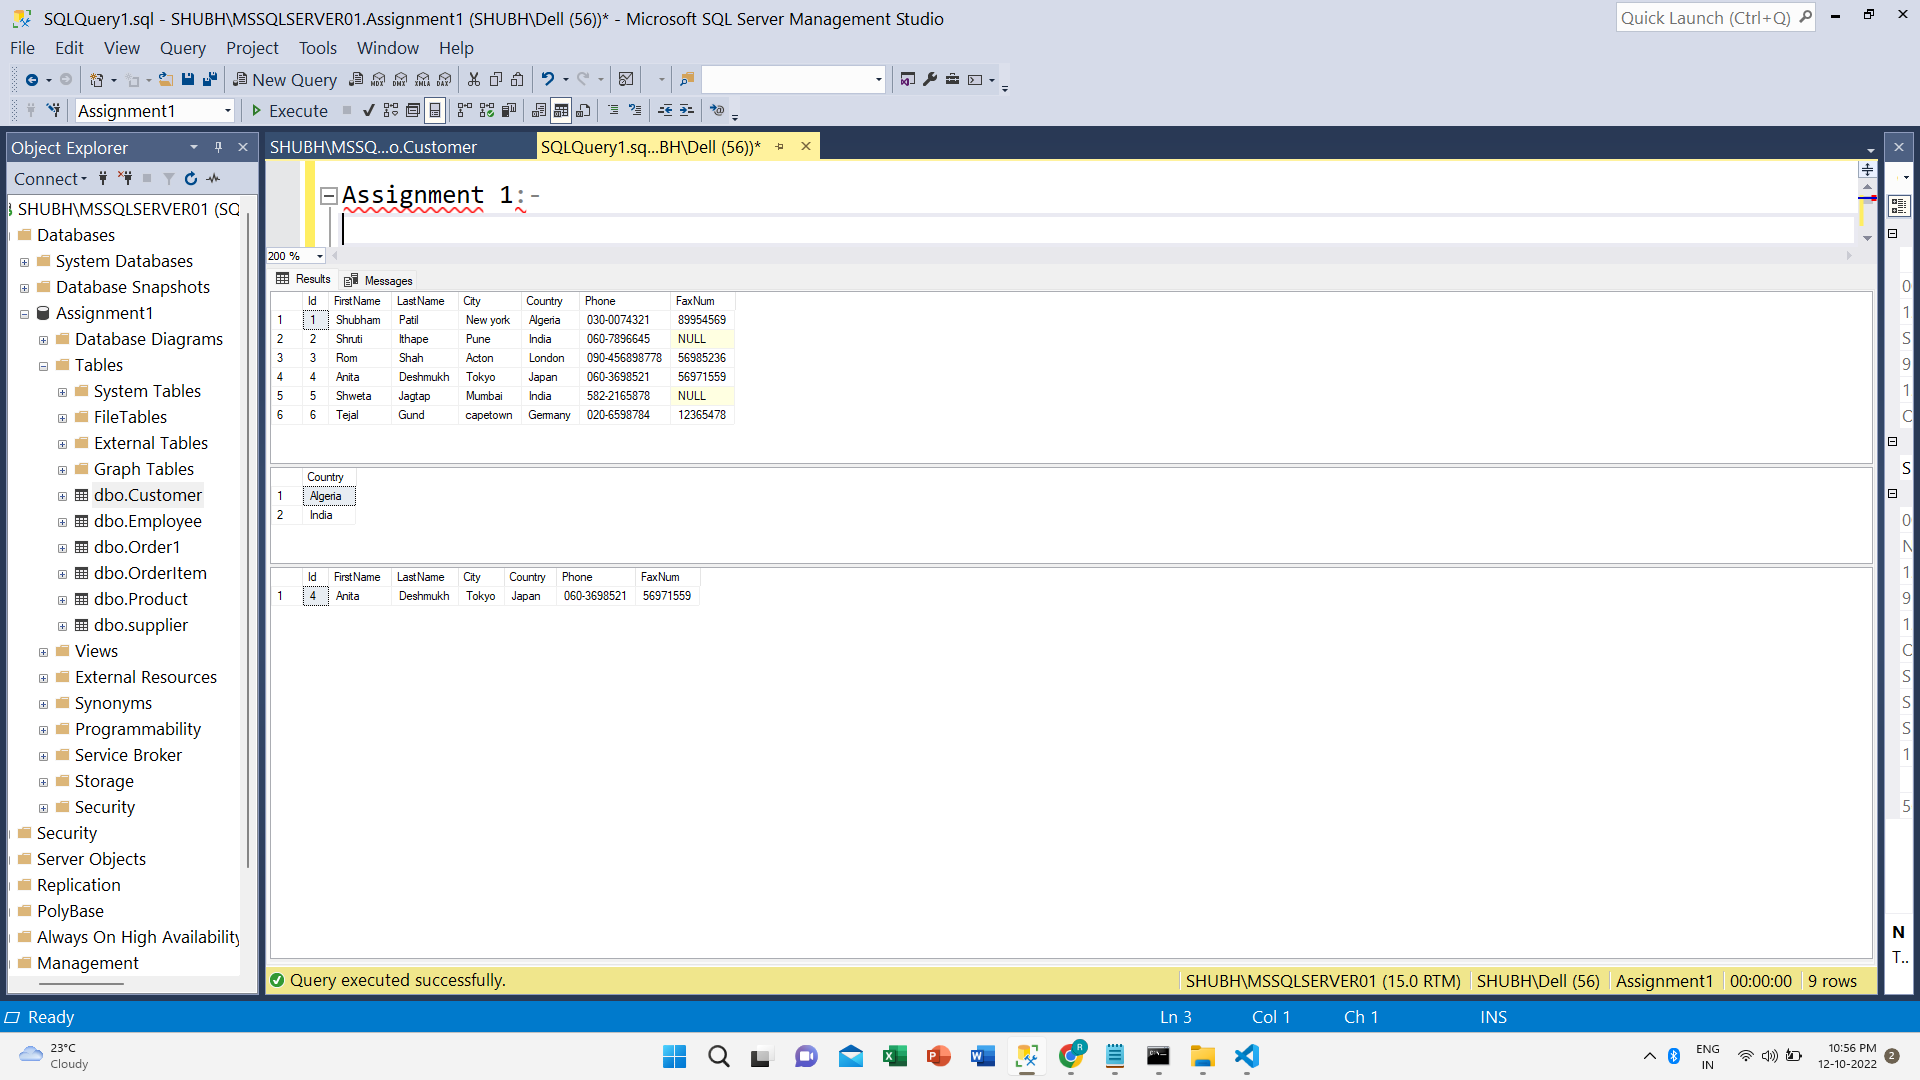 SQLQuery1.sql - SHUBH\MSSQLSERVER01.Assignment1 (SHUBH\Dell (56))* - Microsoft SQL Server Management Studio
Quick Launch (Ctrl+Q)
File Edit View Query Project Tools Window Help
New Query
Assignment1
Execute
Object Explorer
SHUBH\MSSQ...o.Customer
SQLQuery1.sq...BH\Dell (56))*
Connect
SHUBH\MSSQLSERVER01 (SQ
Databases
System Databases
Database Snapshots
Assignment1
Database Diagrams
Tables
System Tables
FileTables
External Tables
Graph Tables
dbo.Customer
dbo.Employee
dbo.Order1
dbo.OrderItem
dbo.Product
dbo.supplier
Views
External Resources
Synonyms
Programmability
Service Broker
Storage
Security
Security
Server Objects
Replication
PolyBase
Always On High Availability
Management
Assignment 1:-
200 %
Results Messages
Id FirstName LastName City Country Phone FaxNum
1 1 Shubham Patil New york Algeria 030-0074321 89954569
2 2 Shruti Ithape Pune India 060-7896645 NULL
3 3 Rom Shah Acton London 090-456898778 56985236
4 4 Anita Deshmukh Tokyo Japan 060-3698521 56971559
5 5 Shweta Jagtap Mumbai India 582-2165878 NULL
6 6 Tejal Gund capetown Germany 020-6598784 12365478
Country
1 Algeria
2 India
Id FirstName LastName City Country Phone FaxNum
1 4 Anita Deshmukh Tokyo Japan 060-3698521 56971559
0
1
S
9
1
C
S
0
N
1
9
1
C
S
S
S
1
5
N
T..
Query executed successfully.
SHUBH\MSSQLSERVER01 (15.0 RTM) SHUBH\Dell (56) Assignment1 00:00:00 9 rows
Ready
Ln 3 Col 1 Ch 1 INS
23°C
Cloudy
ENG
IN
10:56 PM
12-10-2022
2